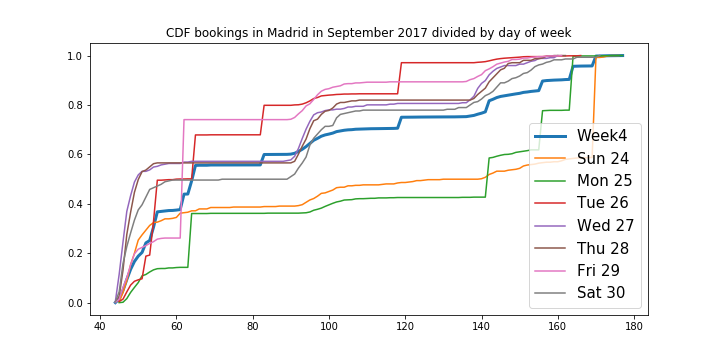 CDF bookings in Madrid in September 2017 divided by day of week
1.0
0.8
0.6
0.4
0.2
0.0
40 60 80 100 120 140 160 180
Week4
Sun 24
Mon 25
Tue 26
Wed 27
Thu 28
Fri 29
Sat 30